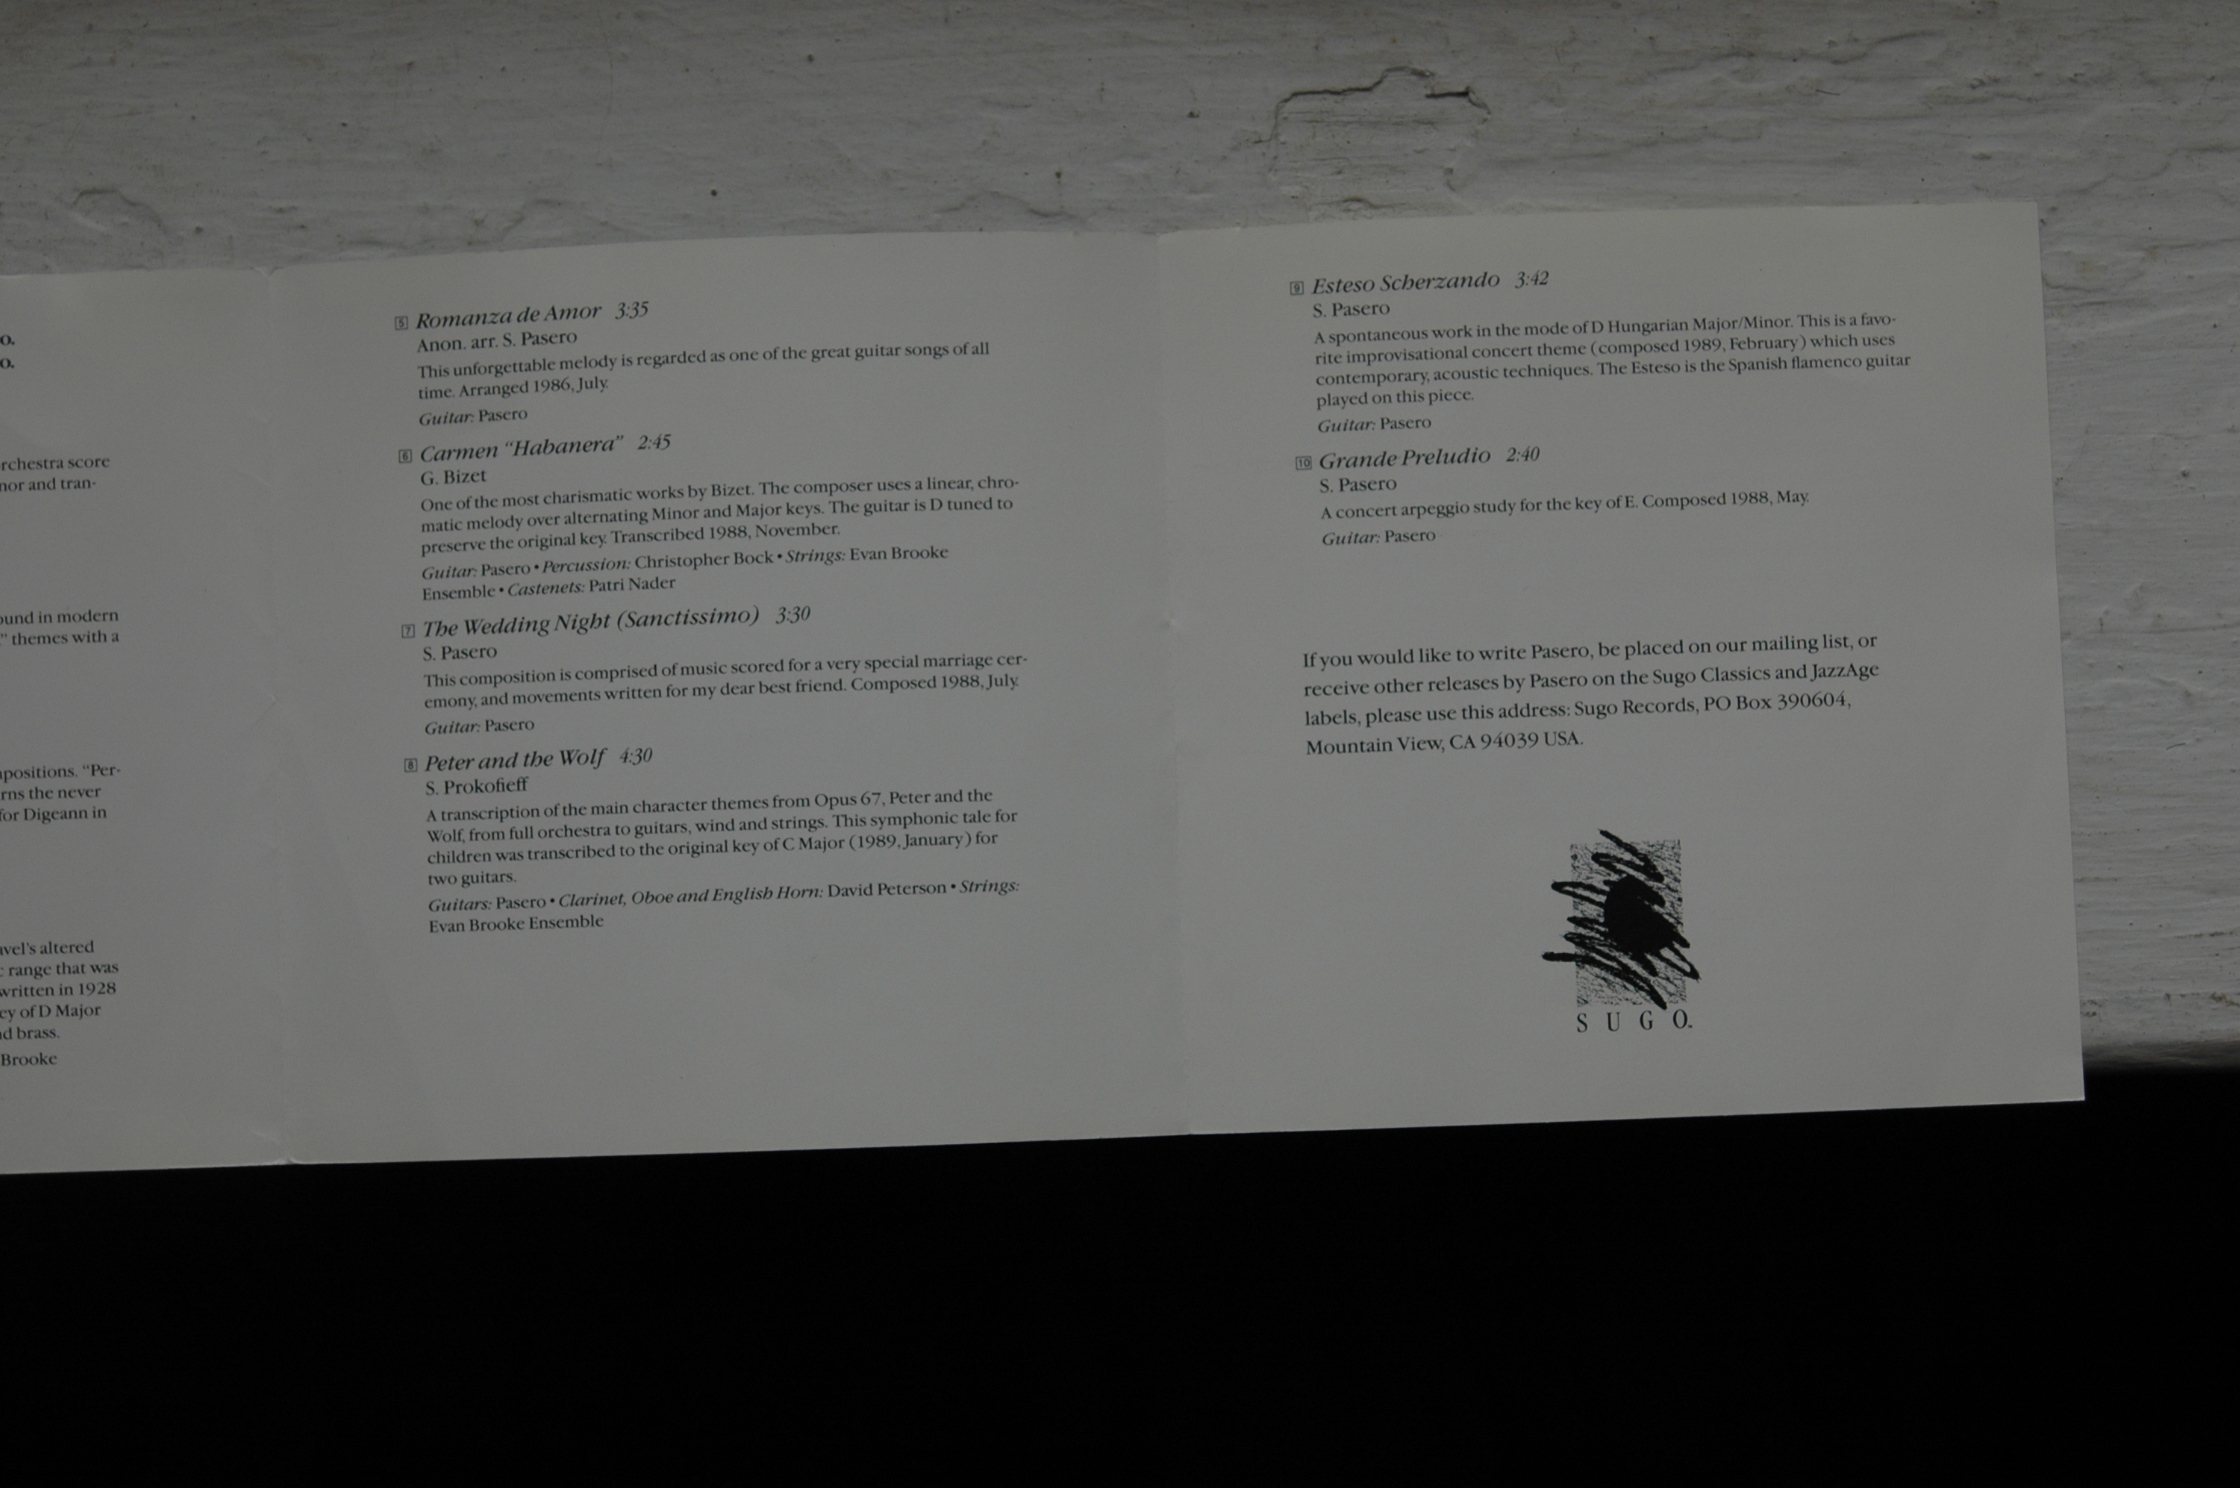 o.
o.
rchestra score
nor and tran-
ound in modern
" themes with a
positions. "Per-
rns the never
for Digeann in
avel's altered
c range that was
written in 1928
ey of D Major
nd brass.
Brooke
5 Romanza de Amor 3:35
Anon. arr. S. Pasero
This unforgettable melody is regarded as one of the great guitar songs of all
time. Arranged 1986, July.
Guitar: Pasero
6 Carmen “Habanera” 2:45
G. Bizet
One of the most charismatic works by Bizet. The composer uses a linear, chro-
matic melody over alternating Minor and Major keys. The guitar is D tuned to
preserve the original key. Transcribed 1988, November.
Guitar: Pasero • Percussion: Christopher Bock • Strings: Evan Brooke
Ensemble • Castenets: Patri Nader
7 The Wedding Night (Sanctissimo) 3:30
S. Pasero
This composition is comprised of music scored for a very special marriage cer-
emony, and movements written for my dear best friend. Composed 1988, July.
Guitar: Pasero
8 Peter and the Wolf 4:30
S. Prokofieff
A transcription of the main character themes from Opus 67, Peter and the
Wolf, from full orchestra to guitars, wind and strings. This symphonic tale for
children was transcribed to the original key of C Major (1989, January) for
two guitars.
Guitars: Pasero • Clarinet, Oboe and English Horn: David Peterson • Strings:
Evan Brooke Ensemble
9 Esteso Scherzando 3:42
S. Pasero
A spontaneous work in the mode of D Hungarian Major/Minor. This is a favo-
rite improvisational concert theme (composed 1989, February) which uses
contemporary, acoustic techniques. The Esteso is the Spanish flamenco guitar
played on this piece.
Guitar: Pasero
10 Grande Preludio 2:40
S. Pasero
A concert arpeggio study for the key of E. Composed 1988, May.
Guitar: Pasero
If you would like to write Pasero, be placed on our mailing list, or
receive other releases by Pasero on the Sugo Classics and JazzAge
labels, please use this address: Sugo Records, PO Box 390604,
Mountain View, CA 94039 USA.
SUGO.